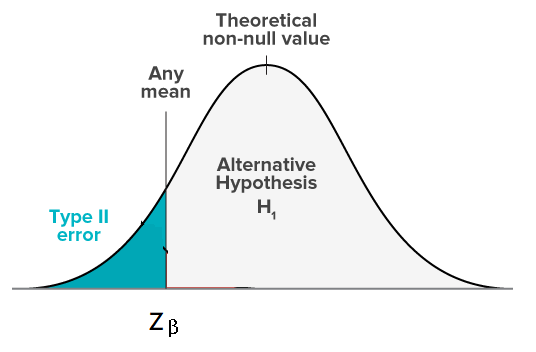 Theoretical
non-null value
Any
mean
Alternative
Hypothesis
H₁
Type II
error
Zᵦ